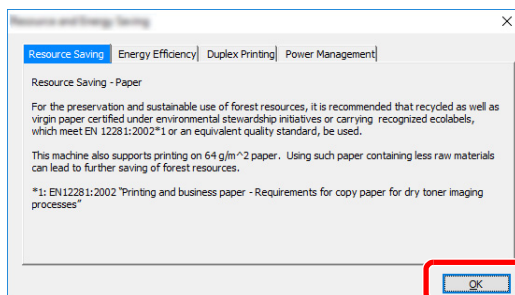 Resource and Energy Saving
Resource Saving Energy Efficiency Duplex Printing Power Management
Resource Saving - Paper
For the preservation and sustainable use of forest resources, it is recommended that recycled as well as
virgin paper certified under environmental stewardship initiatives or carrying recognized ecolabels,
which meet EN 12281:2002*1 or an equivalent quality standard, be used.
This machine also supports printing on 64 g/m^2 paper. Using such paper containing less raw materials
can lead to further saving of forest resources.
*1: EN12281:2002 "Printing and business paper - Requirements for copy paper for dry toner imaging
processes"
OK